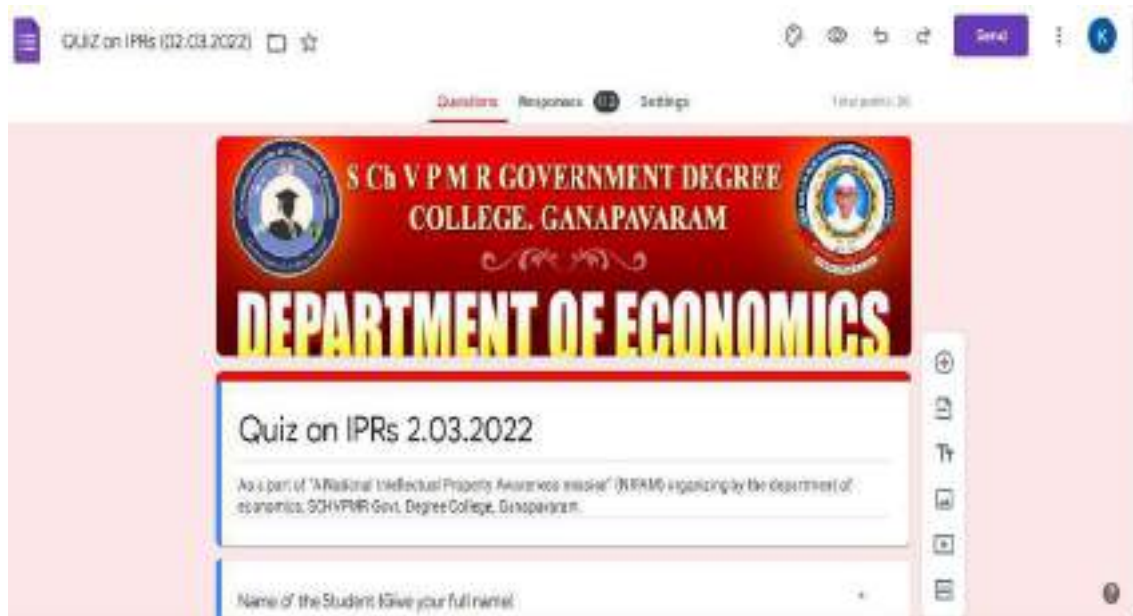 QUIZ on IPRs (02.03.2022)
Send
K
Questions Responses Settings
S Ch V P M R GOVERNMENT DEGREE
COLLEGE. GANAPAVARAM
DEPARTMENT OF ECONOMICS
Quiz on IPRs 2.03.2022
As a part of "A National Intellectual Property Awareness mission" (NIPAM) organizing by the department of
economics, SCHVPMR Govt. Degree College, Ganapavaram.
Tт
Name of the Student (Give your full name)